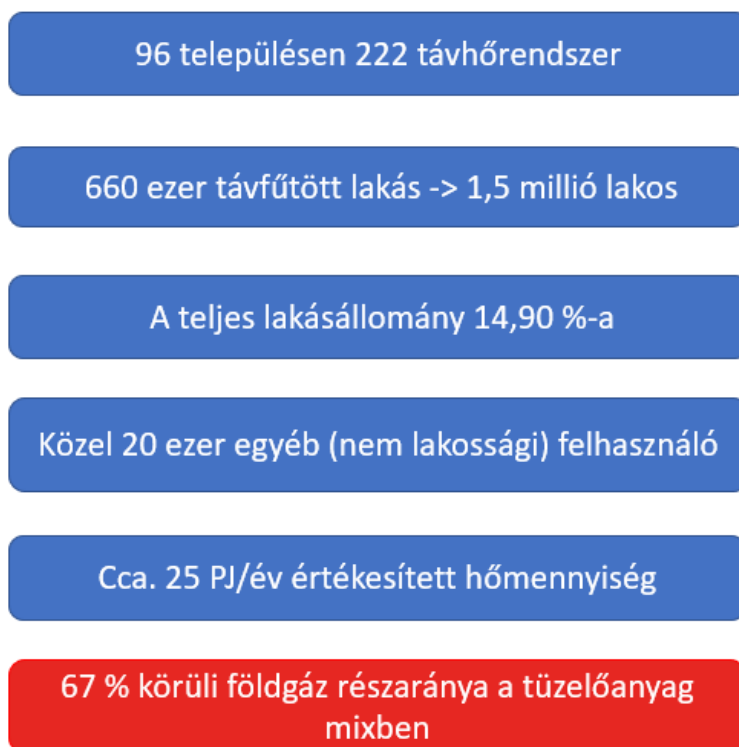 96 településen 222 távhőrendszer
660 ezer távfűtött lakás -> 1,5 millió lakos
A teljes lakásállomány 14,90 %-a
Közel 20 ezer egyéb (nem lakossági) felhasználó
Cca. 25 PJ/év értékesített hőmennyiség
67 % körüli földgáz részaránya a tüzelőanyag
mixben